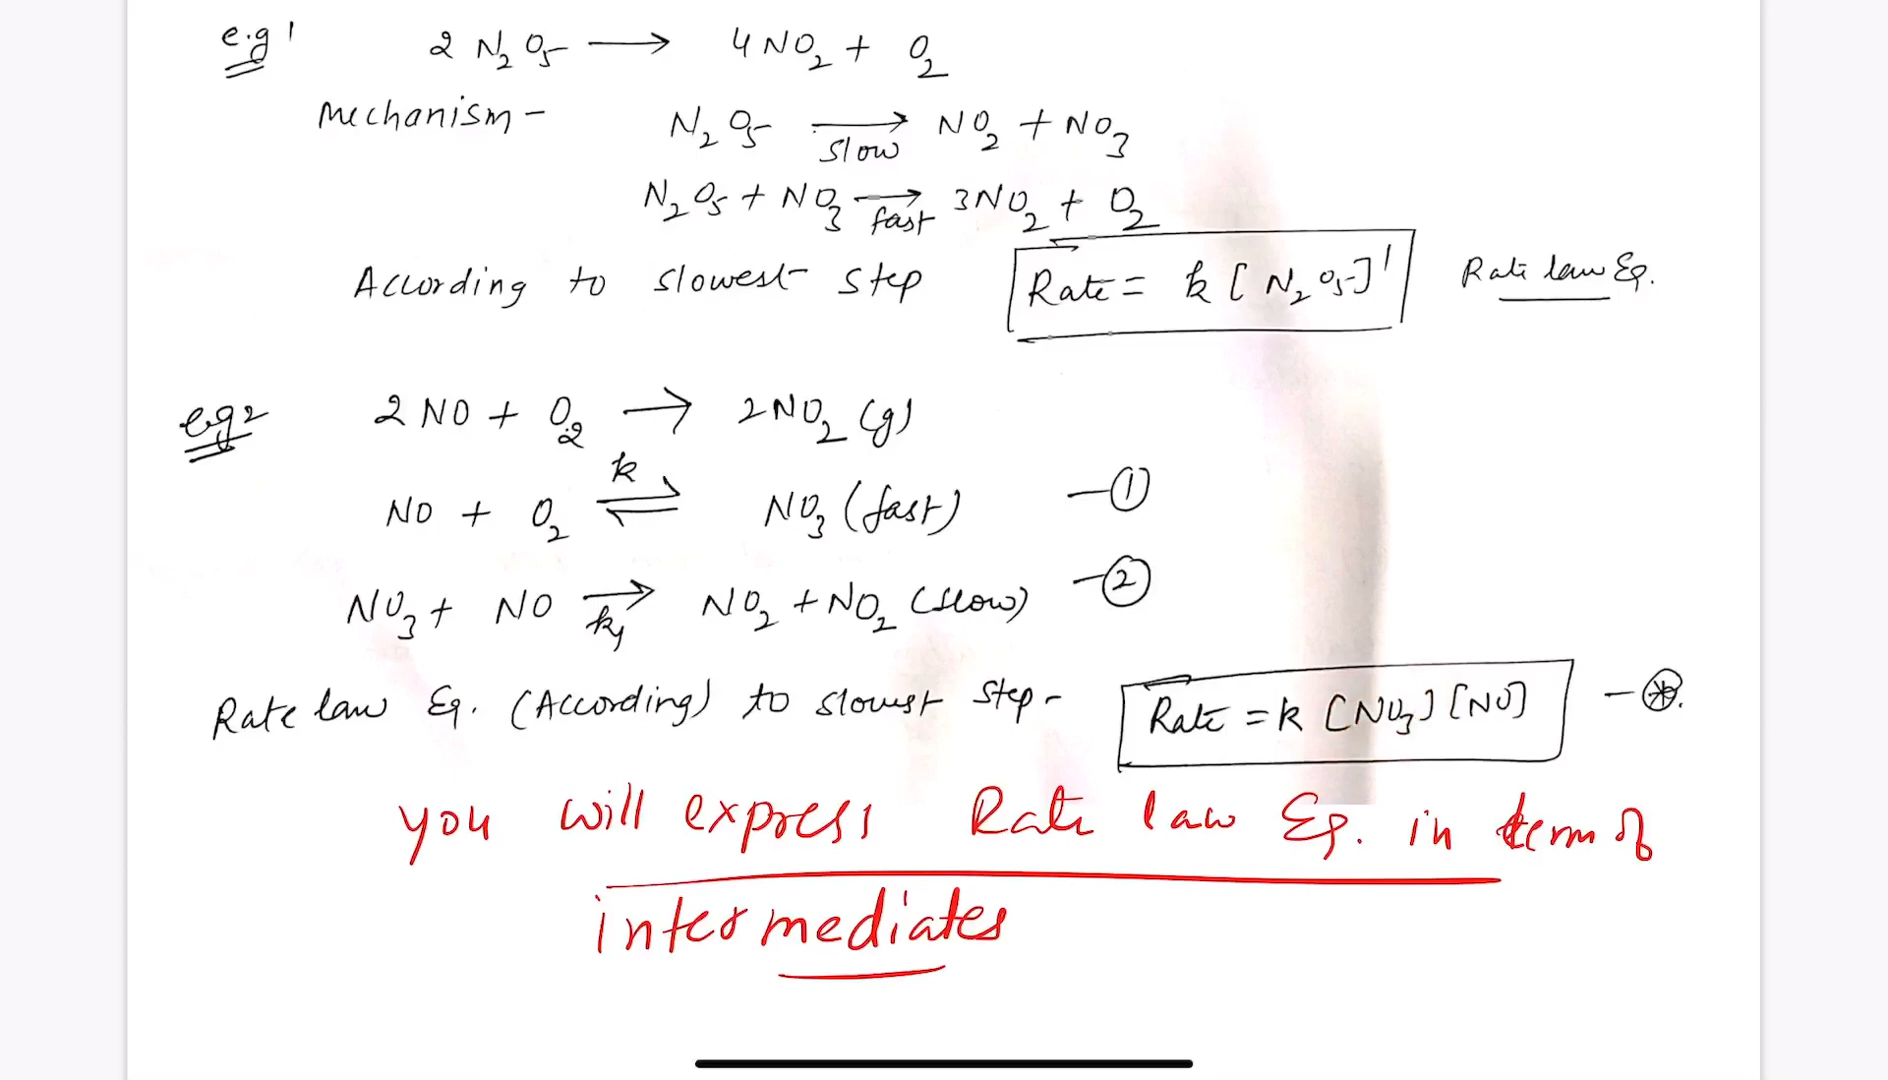 e.g 1 2 N₂O₅ ⟶ 4NO₂ + O₂
Mechanism - N₂O₅ ⟶ NO₂ + NO₃
slow
N₂O₅ + NO₃ ⟶ 3NO₂ + O₂
fast
According to slowest step Rate = k [N₂O₅]¹ Rate law Eq.
eg 2 2 NO + O₂ → 2NO₂ (g)
k
NO + O₂ ⇌ NO₃ (fast) - ①
NO₃ + NO → NO₂ + NO₂ (slow) - ②
k₁
Rate law Eq. (According) to slowest step - Rate = k [NO₃] [NO] - ⊛.
you will express Rate law Eq. in term of
intermediates